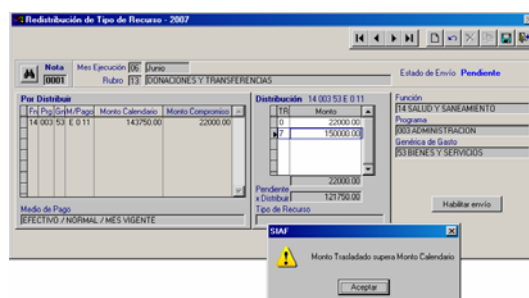 Redistribución de Tipo de Recurso - 2007
Nota
0001
Mes Ejecución 06 Junio
Rubro 13 DONACIONES Y TRANSFERENCIAS
Estado de Envío Pendiente
Por Distribuir
Fn Prg Gn M/Pago Monto Calendario Monto Compromiso
14 003 53 E 0 11 143750.00 22000.00
Medio de Pago
EFECTIVO / NORMAL / MES VIGENTE
Distribución 14 003 53 E 0 11
TR Monto
0 22000.00
7 150000.00
22000.00
Pendiente
x Distribuir 121750.00
Tipo de Recurso
Función
14 SALUD Y SANEAMIENTO
Programa
003 ADMINISTRACION
Genérica de Gasto
53 BIENES Y SERVICIOS
Habilitar envío
SIAF
Monto Trasladado supera Monto Calendario
Aceptar